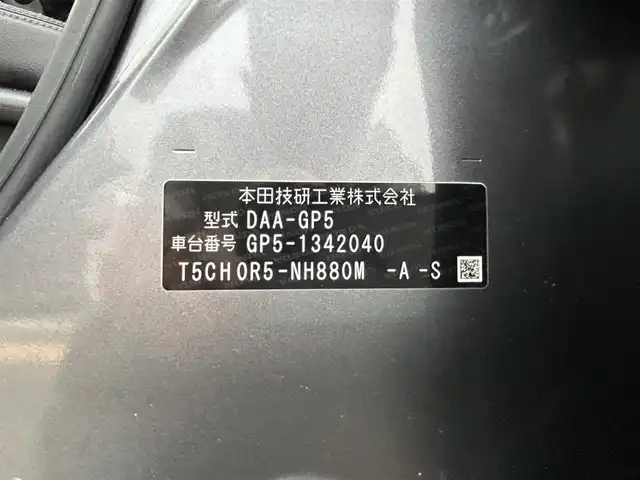 本田技研工業株式会社
型式 DAA-GP5
車台番号 GP5-1342040
T5CH0R5-NH880M -A -S